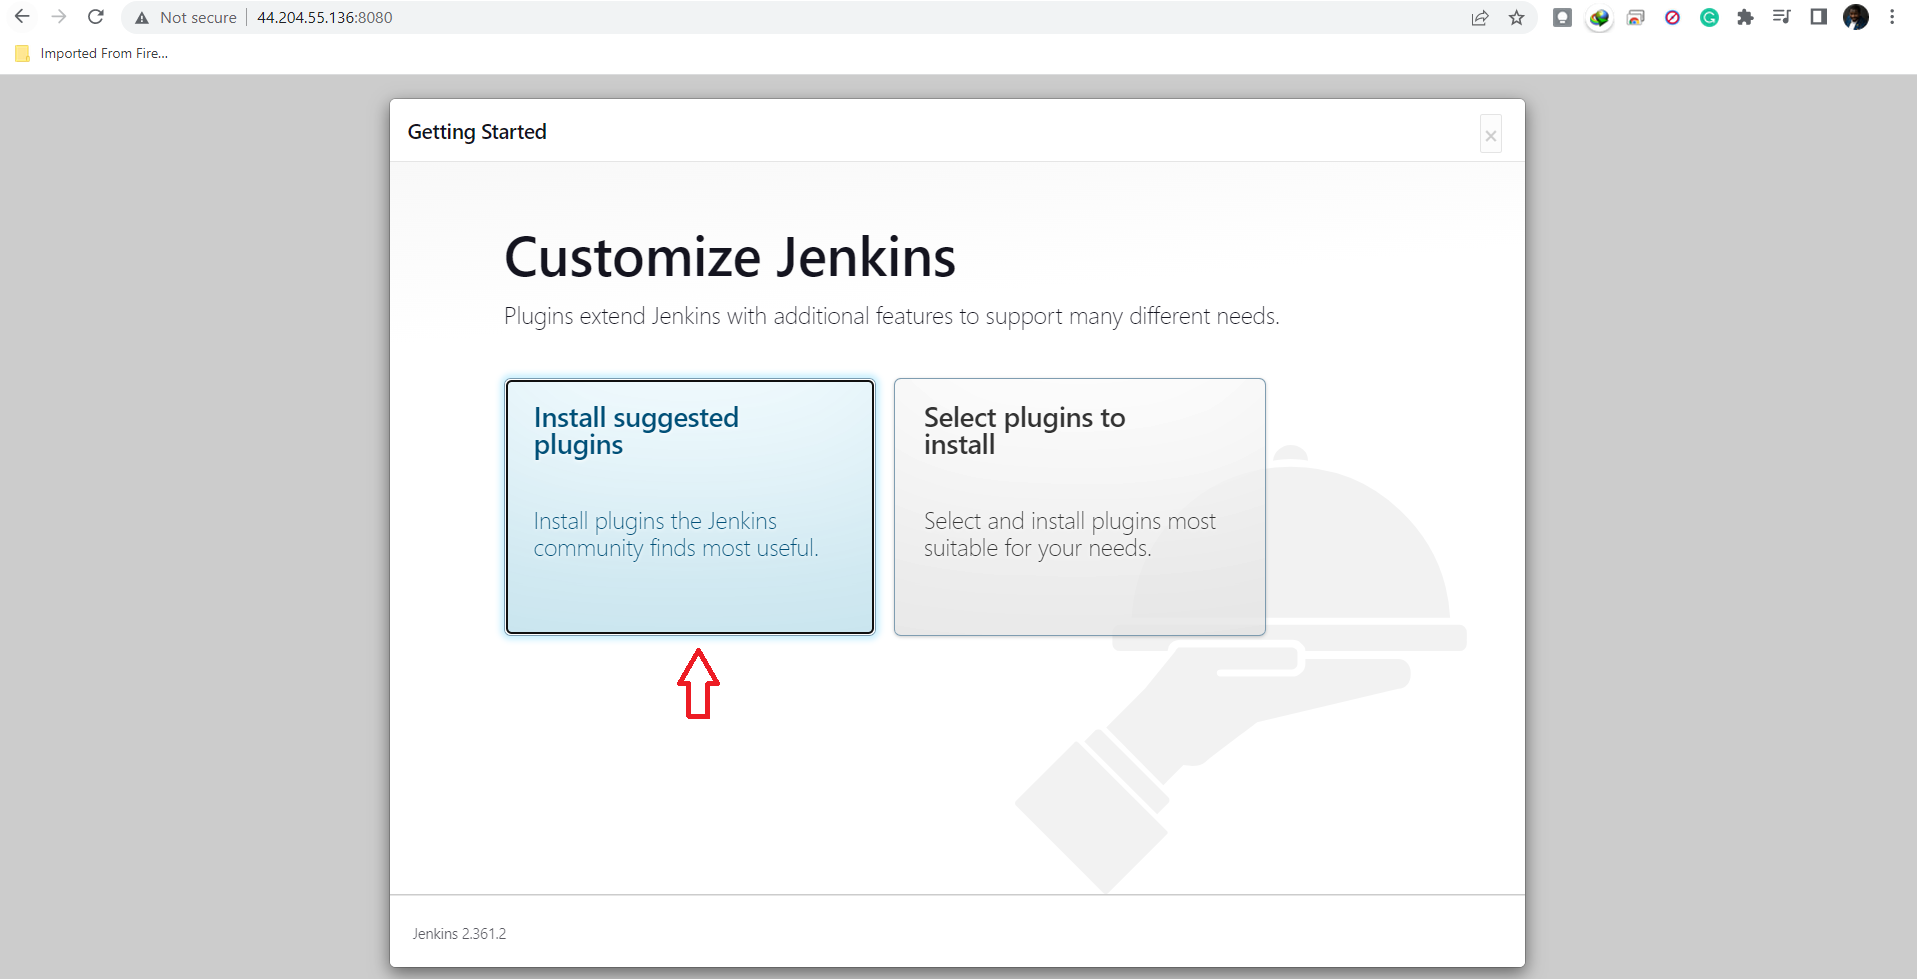 Not secure
44.204.55.136:8080
Imported From Fire...
Getting Started
×
Customize Jenkins
Plugins extend Jenkins with additional features to support many different needs.
Install suggested
plugins
Install plugins the Jenkins
community finds most useful.
Select plugins to
install
Select and install plugins most
suitable for your needs.
Jenkins 2.361.2